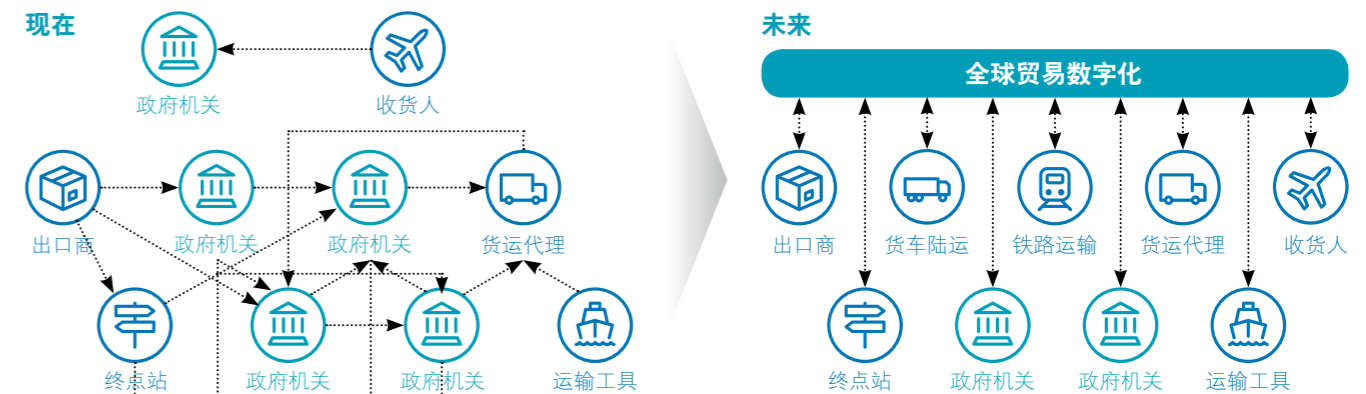 现在
政府机关
收货人
出口商
政府机关
政府机关
货运代理
终点站
政府机关
政府机关
运输工具
未来
全球贸易数字化
出口商
货车陆运
铁路运输
货运代理
收货人
终点站
政府机关
政府机关
运输工具